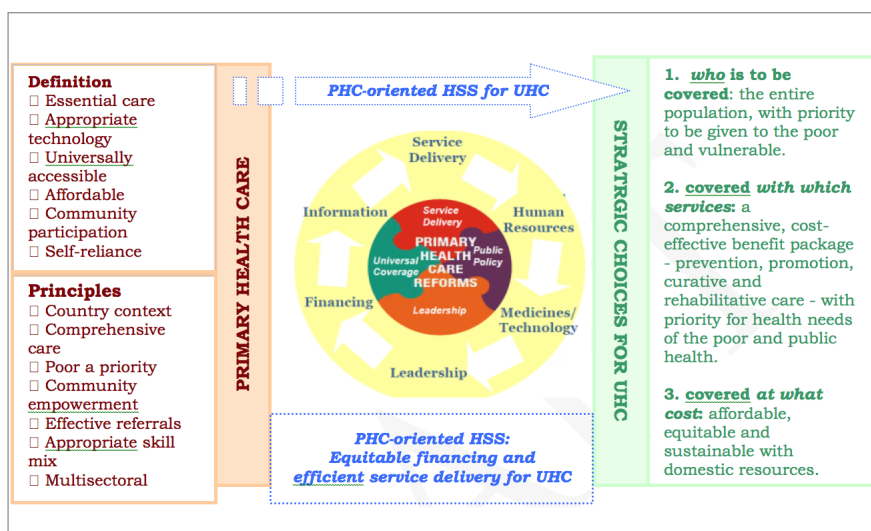 Definition
□ Essential care
□ Appropriate
technology
□ Universally
accessible
□ Affordable
□ Community
participation
□ Self-reliance
Principles
□ Country context
□ Comprehensive
care
□ Poor a priority
□ Community
empowerment
□ Effective referrals
□ Appropriate skill
mix
□ Multisectoral
PRIMARY HEALTH CARE
PHC-oriented HSS for UHC
Service
Delivery
Human
Resources
Medicines/
Technology
Leadership
Financing
Information
Service
Delivery
Public
Policy
Leadership
Universal
Coverage
PRIMARY
HEALTH
CARE
REFORMS
PHC-oriented HSS:
Equitable financing and
efficient service delivery for UHC
STRATRGIC CHOICES FOR UHC
1. who is to be
covered: the entire
population, with priority
to be given to the poor
and vulnerable.
2. covered with which
services: a
comprehensive, cost-
effective benefit package
- prevention, promotion,
curative and
rehabilitative care - with
priority for health needs
of the poor and public
health.
3. covered at what
cost: affordable,
equitable and
sustainable with
domestic resources.